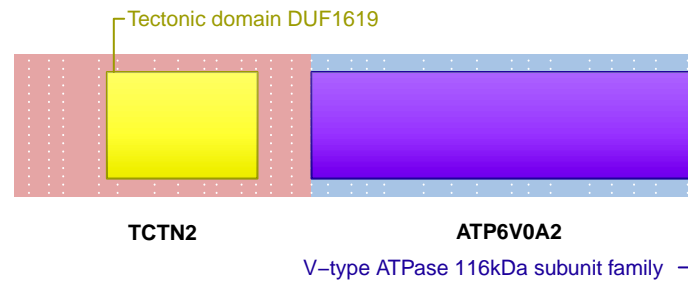 Tectonic domain DUF1619
TCTN2
ATP6V0A2
V−type ATPase 116kDa subunit family